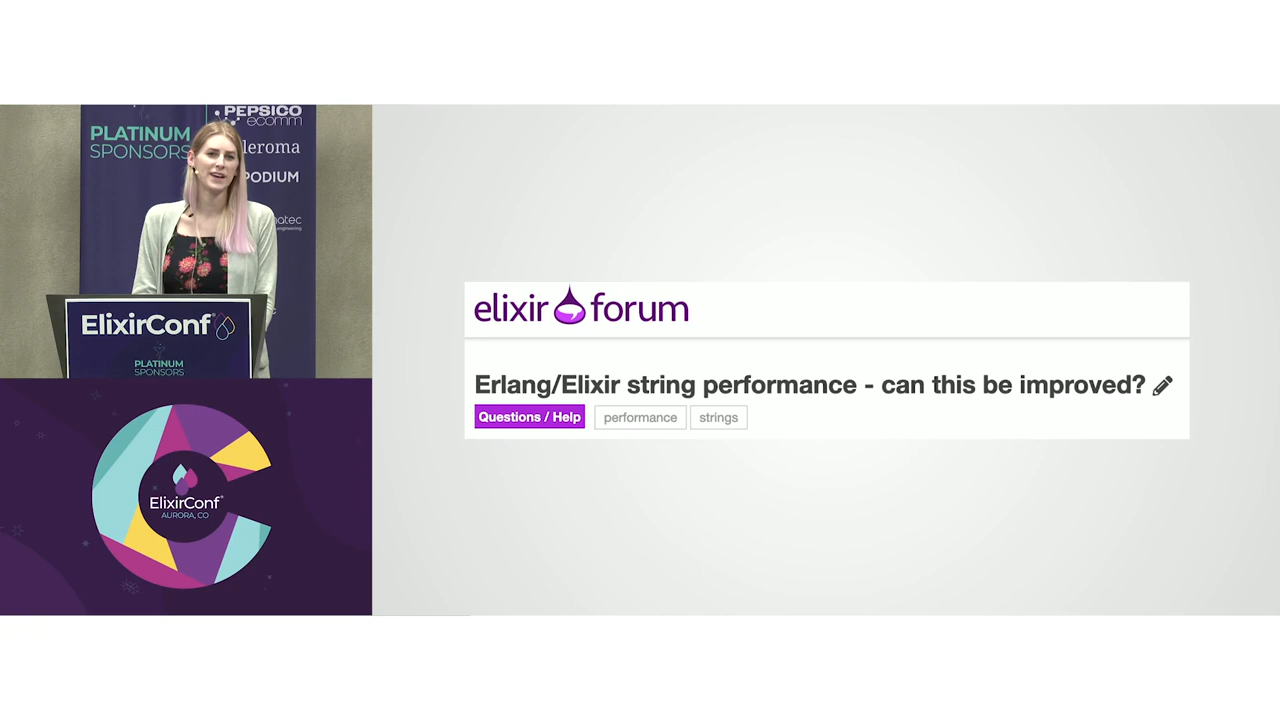 PLATINUM
SPONSORS
PEPSICO
ecomm
leroma
PODIUM
ElixirConf
PLATINUM
SPONSORS
ElixirConf
AURORA, CO
elixir forum
Erlang/Elixir string performance - can this be improved?
Questions / Help
performance
strings